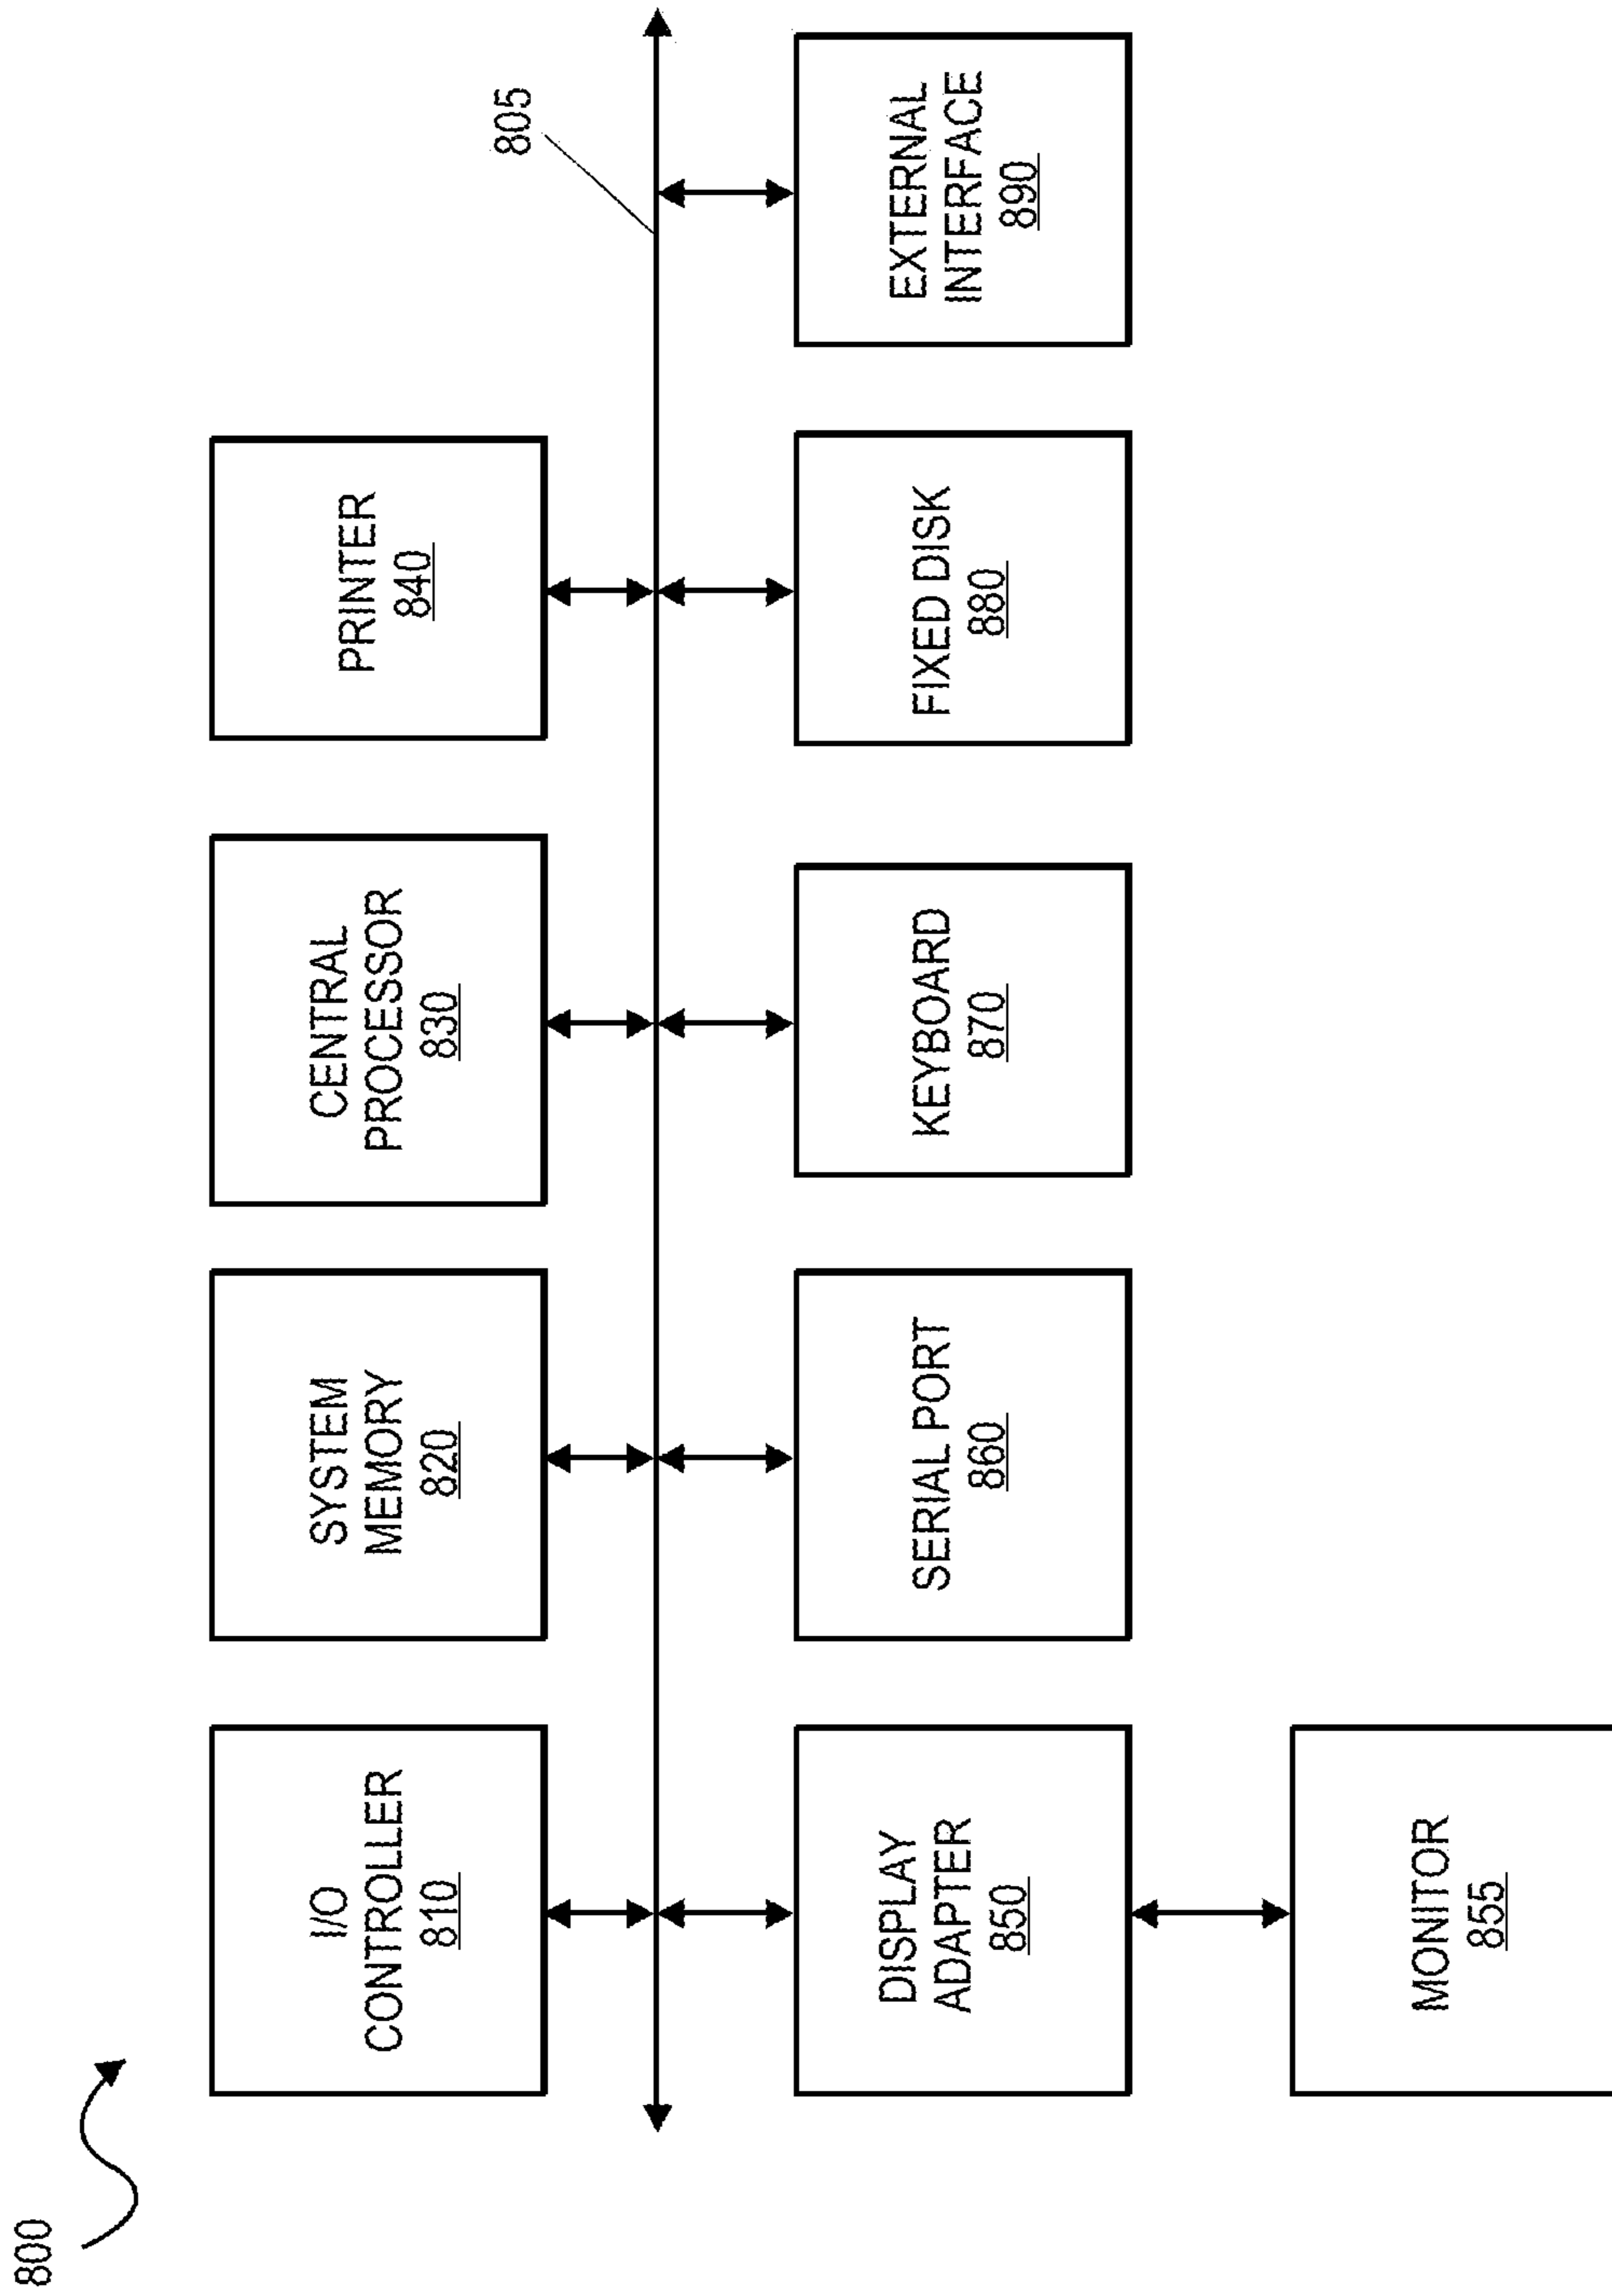 800
I/O
CONTROLLER
810
SYSTEM
MEMORY
820
CENTRAL
PROCESSOR
830
PRINTER
840
805
DISPLAY
ADAPTER
850
SERIAL PORT
860
KEYBOARD
870
FIXED DISK
880
EXTERNAL
INTERFACE
890
MONITOR
855